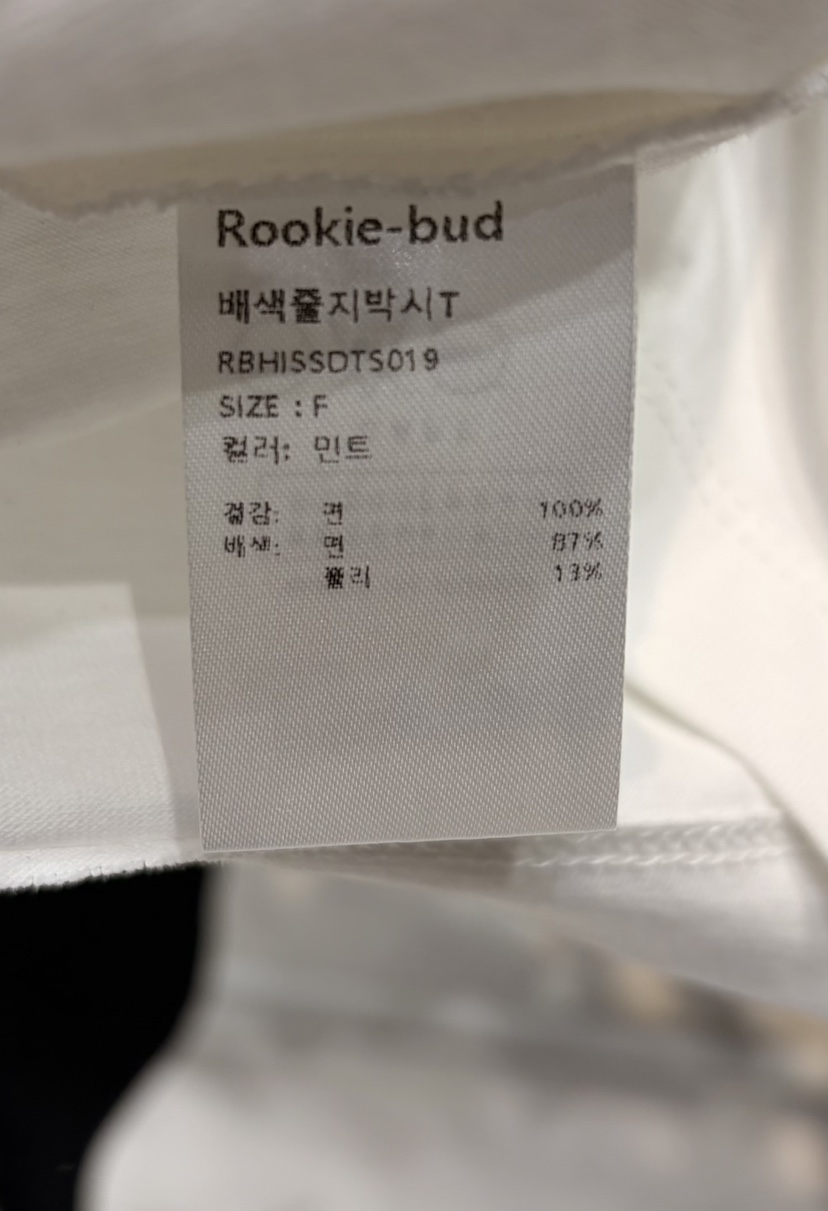 Rookie-bud
배색쫄지박시T
RBHISSDTS019
SIZE : F
컬러: 민트
겉감: 면 100%
배색: 면 87%
폴리 13%